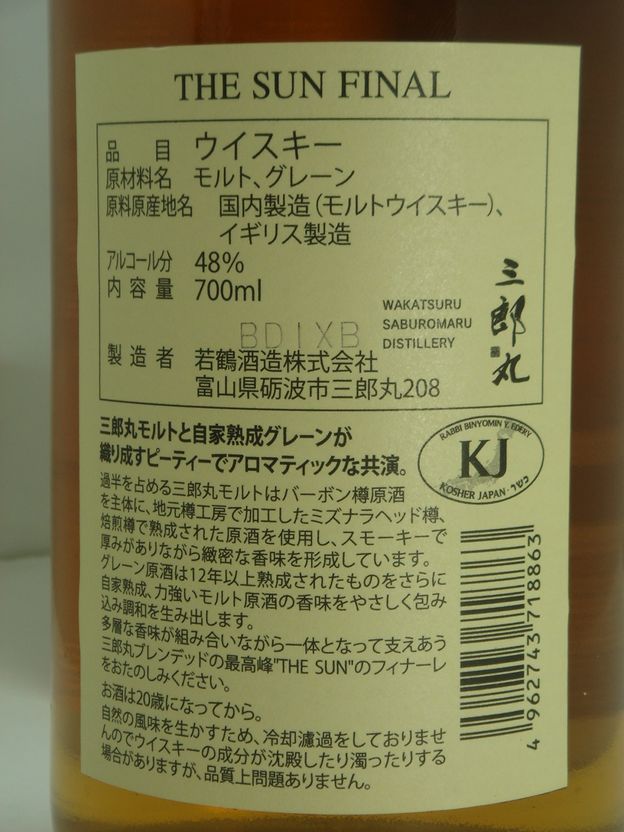 THE SUN FINAL
品 目 ウイスキー
原材料名 モルト、グレーン
原料原産地名 国内製造(モルトウイスキー)、
イギリス製造
アルコール分 48%
内容量 700ml
WAKATSURU
SABUROMARU
DISTILLERY
三郎丸
BD1XB
製造者 若鶴酒造株式会社
富山県砺波市三郎丸208
三郎丸モルトと自家熟成グレーンが
織り成すピーティーでアロマティックな共演。
RABBI BINYOMIN Y. EDERY
KJ
KOSHER JAPAN・כשר
過半を占める三郎丸モルトはバーボン樽原酒
を主体に、地元樽工房で加工したミズナラヘッド樽、
焙煎樽で熟成された原酒を使用し、スモーキーで
厚みがありながら緻密な香味を形成しています。
グレーン原酒は12年以上熟成されたものをさらに
自家熟成、力強いモルト原酒の香味をやさしく包み
込み調和を生み出します。
多層な香味が組み合いながら一体となって支えあう
三郎丸ブレンデッドの最高峰"THE SUN"のフィナーレ
をおたのしみください。
お酒は20歳になってから。
自然の風味を生かすため、冷却濾過をしておりませ
んのでウイスキーの成分が沈殿したり濁ったりする
場合がありますが、品質上問題ありません。
4 962743 718863